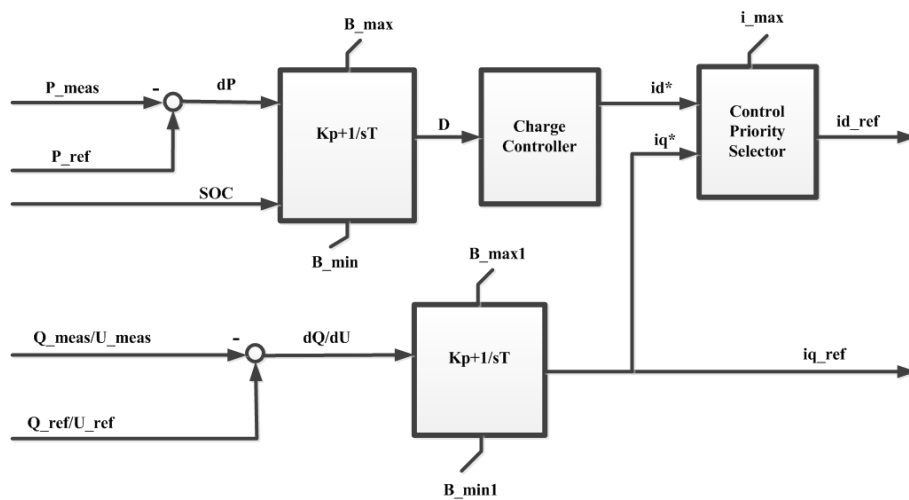 B_max
i_max
P_meas
-
dP
Kp+1/sT
D
Charge
Controller
id*
iq*
Control
Priority
Selector
id_ref
P_ref
SOC
B_min
B_max1
Q_meas/U_meas
-
dQ/dU
Kp+1/sT
iq_ref
Q_ref/U_ref
B_min1